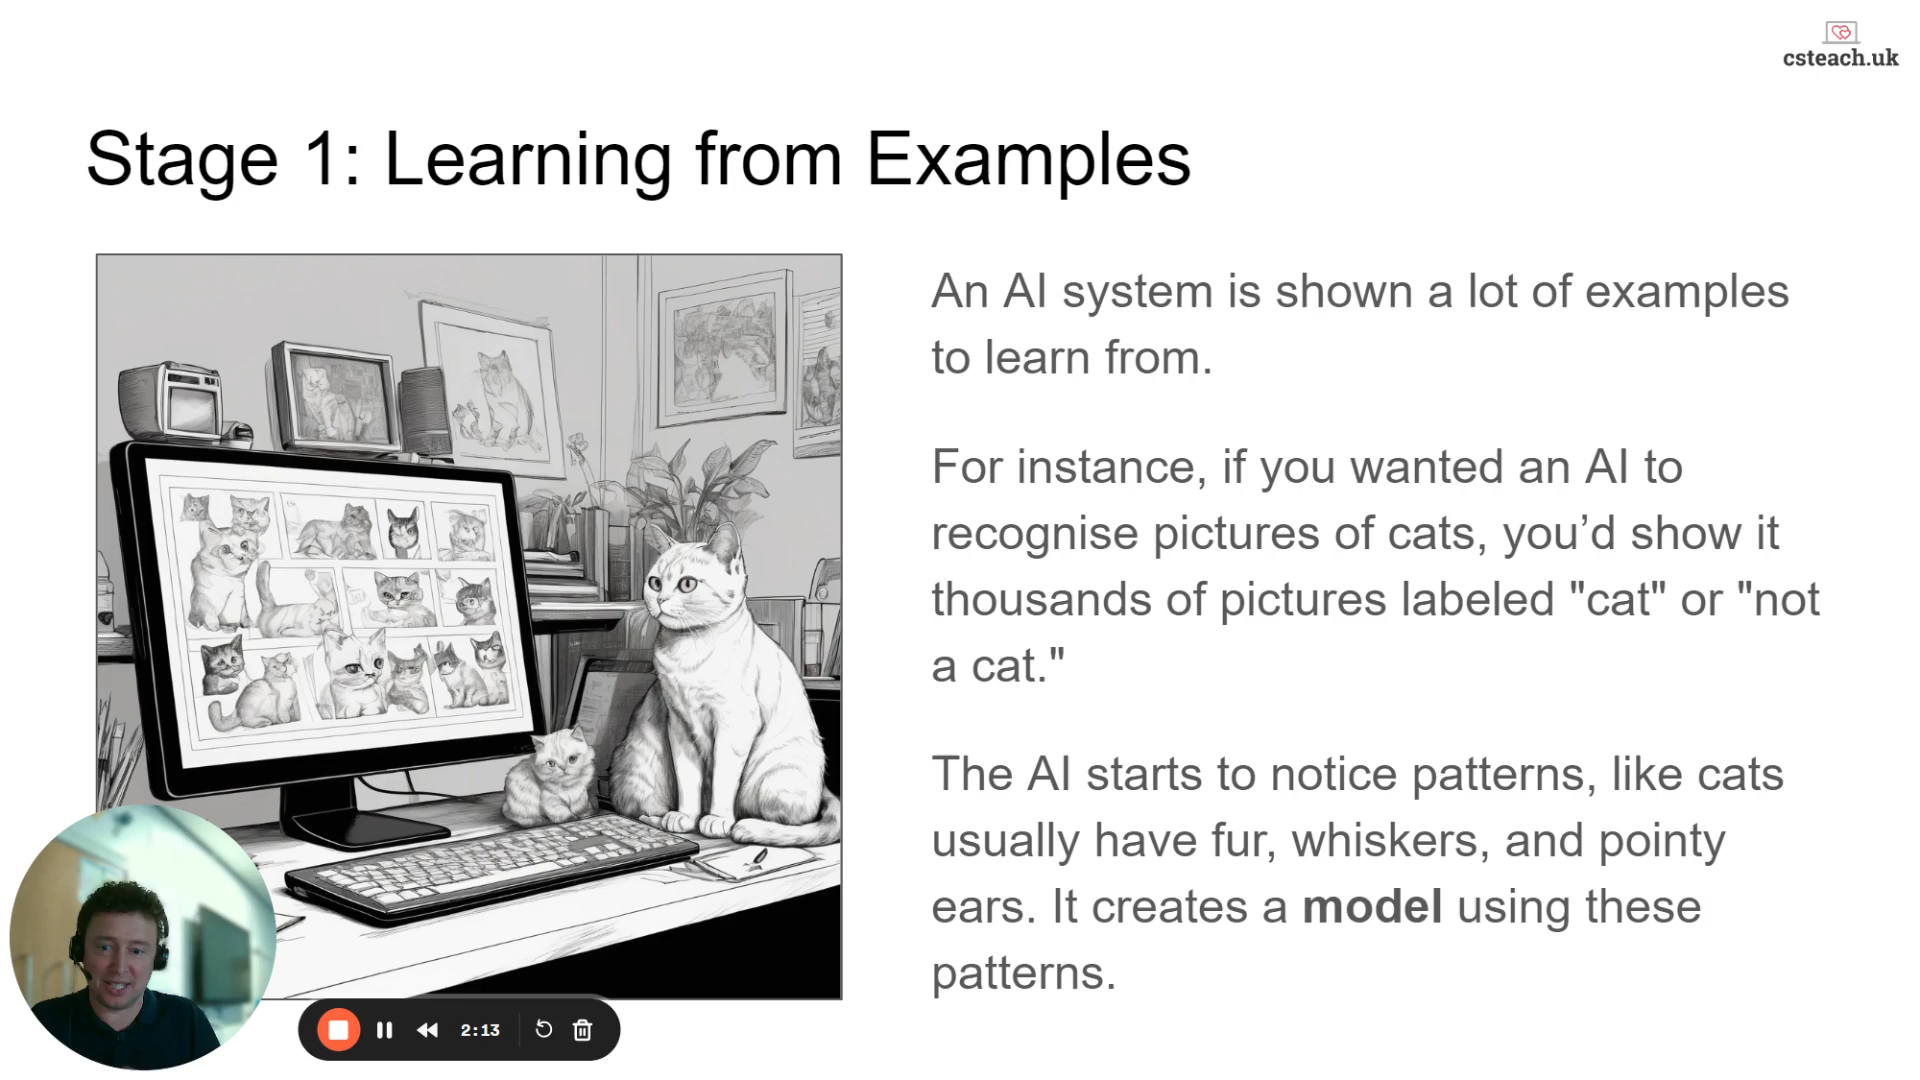 csteach.uk
Stage 1: Learning from Examples
An AI system is shown a lot of examples
to learn from.
For instance, if you wanted an AI to
recognise pictures of cats, you’d show it
thousands of pictures labeled "cat" or "not
a cat."
The AI starts to notice patterns, like cats
usually have fur, whiskers, and pointy
ears. It creates a model using these
patterns.
2:13